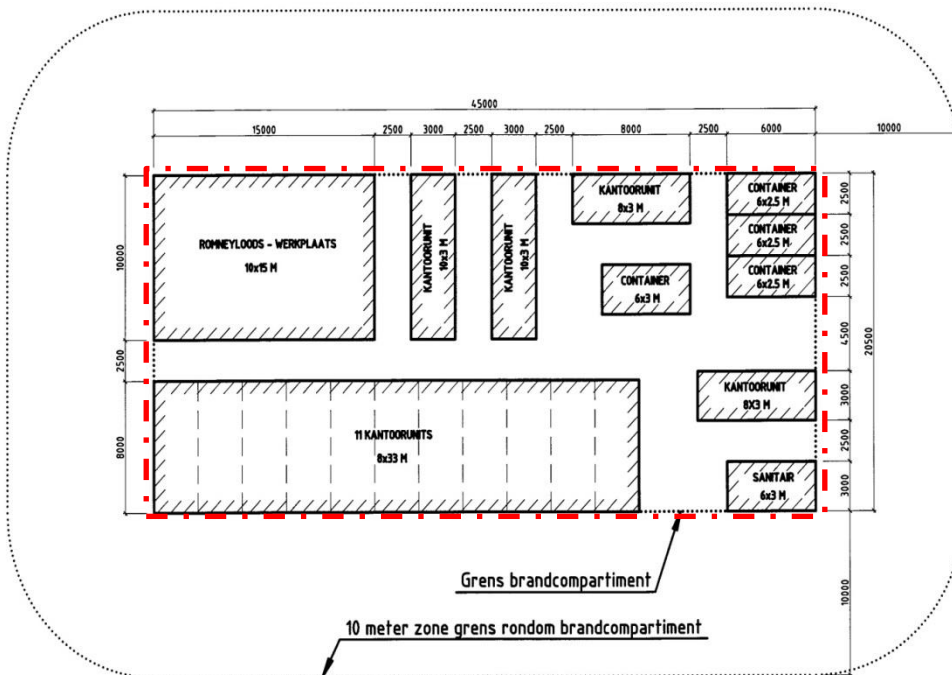 45000
15000
2500
3000
2500
3000
2500
8000
2500
6000
10000
10000
2500
8000
ROMNEYLOODS - WERKPLAATS
10x15 M
KANTOORUNIT
10x3 M
KANTOORUNIT
10x3 M
KANTOORUNIT
8x3 M
CONTAINER
6x3 M
CONTAINER
6x2.5 M
CONTAINER
6x2.5 M
CONTAINER
6x2.5 M
2500
2500
2500
4500
3000
2500
3000
20500
KANTOORUNIT
8X3 M
11 KANTOORUNITS
8x33 M
SANITAIR
6x3 M
Grens brandcompartiment
10000
10 meter zone grens rondom brandcompartiment